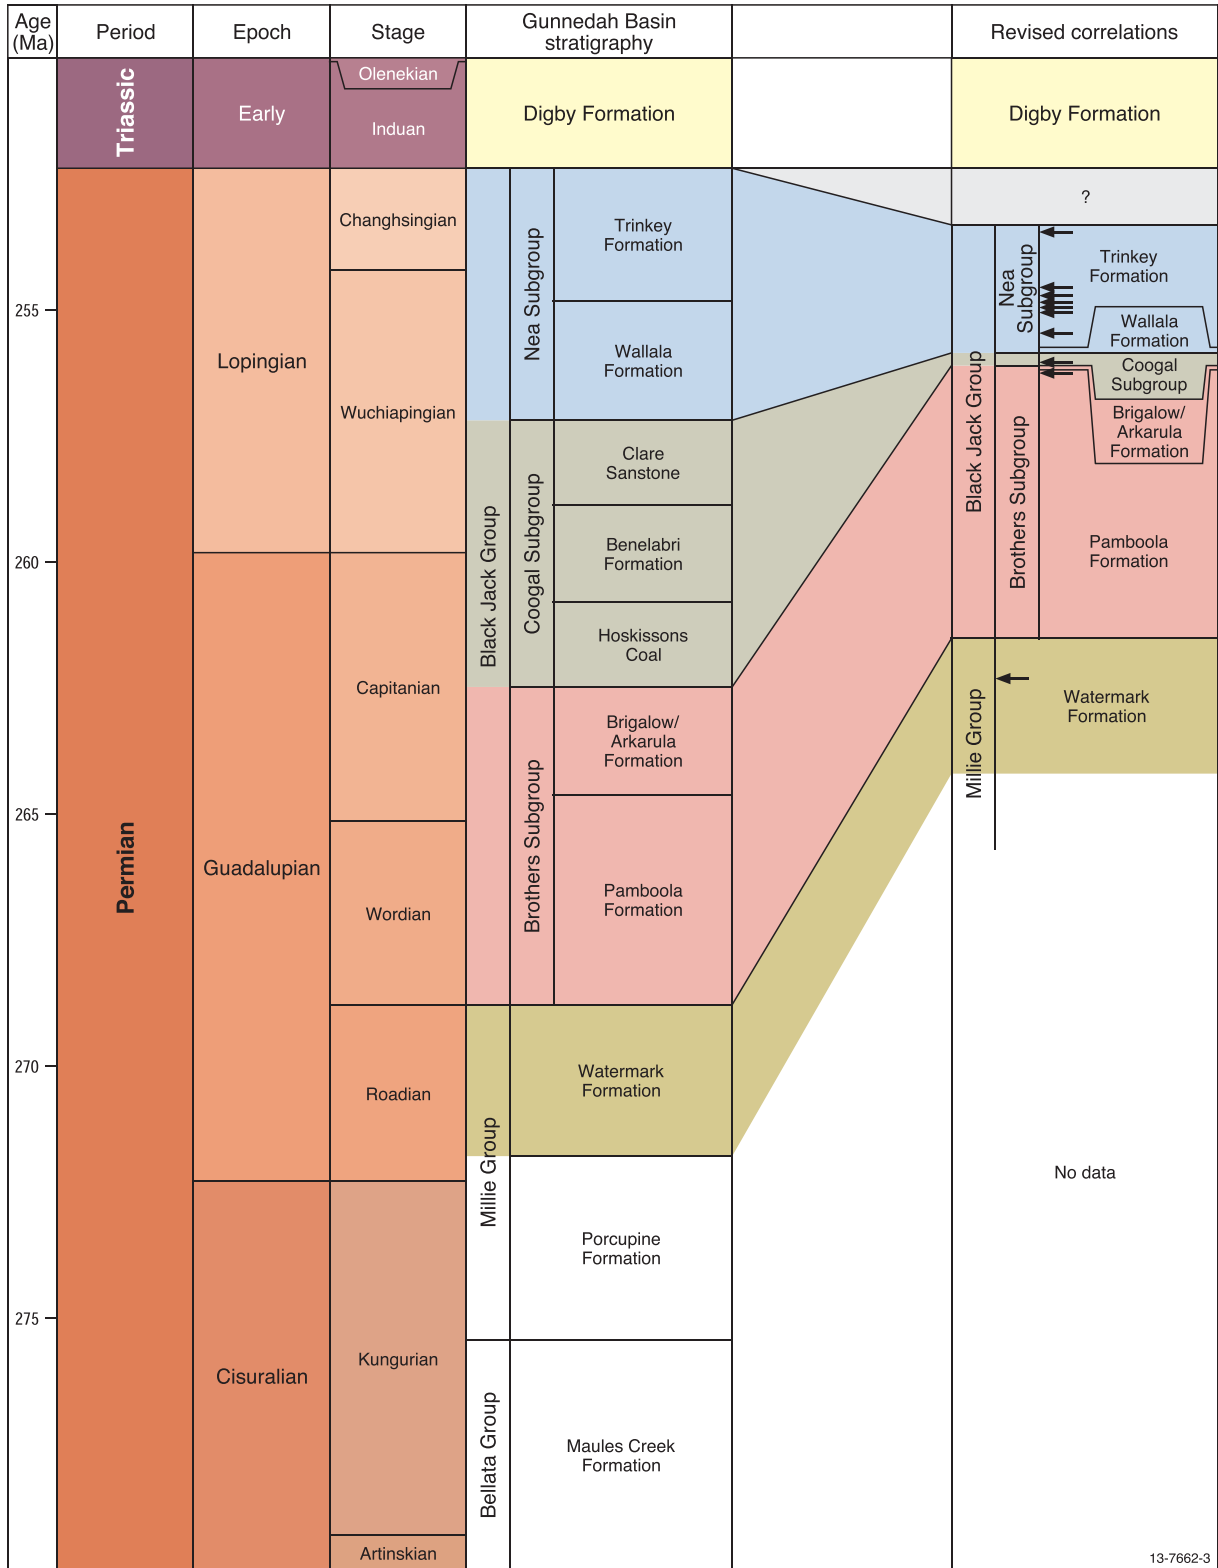 Age
(Ma)
Period
Epoch
Stage
Gunnedah Basin
stratigraphy
Revised correlations
Triassic
Early
Olenekian
Induan
Digby Formation
Digby Formation
255
260
265
270
275
Permian
Lopingian
Guadalupian
Cisuralian
Changhsingian
Wuchiapingian
Capitanian
Wordian
Roadian
Kungurian
Artinskian
Black Jack Group
Millie Group
Bellata Group
Nea Subgroup
Coogal Subgroup
Brothers Subgroup
Trinkey
Formation
Wallala
Formation
Clare
Sanstone
Benelabri
Formation
Hoskissons
Coal
Brigalow/
Arkarula
Formation
Pamboola
Formation
Watermark
Formation
Porcupine
Formation
Maules Creek
Formation
?
Black Jack Group
Millie Group
Nea
Subgroup
Brothers Subgroup
Trinkey
Formation
Wallala
Formation
Coogal
Subgroup
Brigalow/
Arkarula
Formation
Pamboola
Formation
Watermark
Formation
No data
13-7662-3